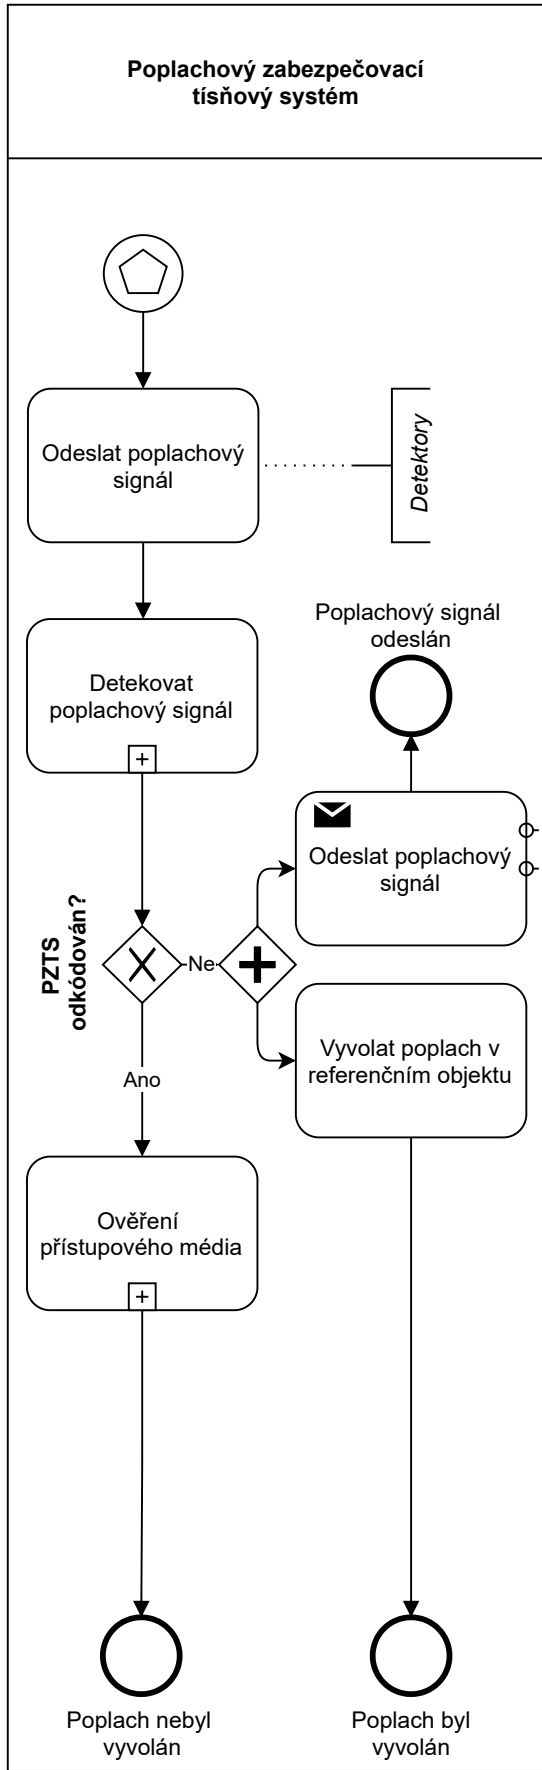 Poplachový zabezpečovací
tísňový systém
Odeslat poplachový
signál
Detektory
Detekovat
poplachový signál
Poplachový signál
odeslán
Odeslat poplachový
signál
PZTS
odkódován?
Ne
Vyvolat poplach v
referenčním objektu
Ano
Ověření
přístupového média
Poplach nebyl
vyvolán
Poplach byl
vyvolán